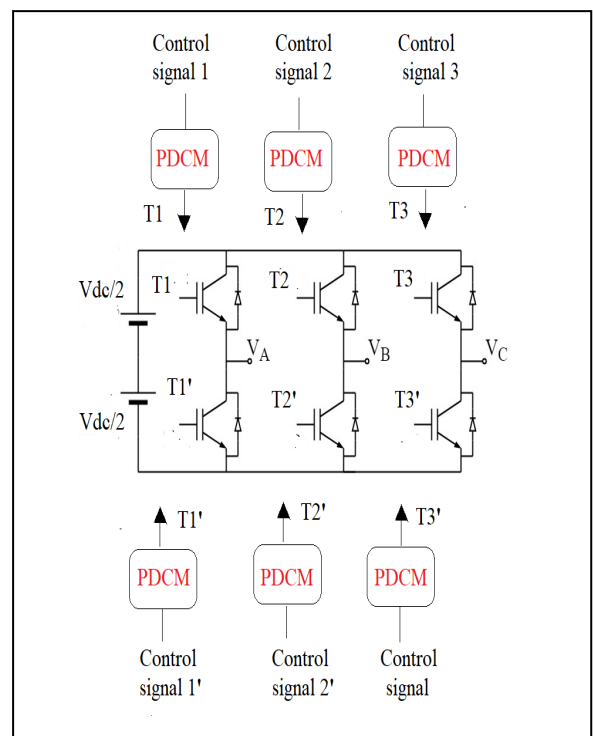 Control signal 1
Control signal 2
Control signal 3
PDCM
PDCM
PDCM
T1
T2
T3
Vdc/2
T1
T2
T3
VA
VB
VC
T1'
T2'
T3'
Vdc/2
T1'
T2'
T3'
PDCM
PDCM
PDCM
Control signal 1'
Control signal 2'
Control signal